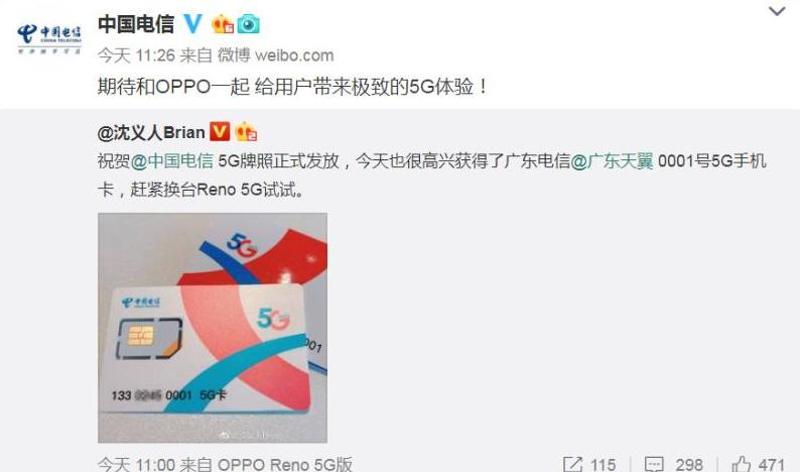 中国电信
CHINA TELECOM
中国电信
今天 11:26 来自 微博 weibo.com
期待和OPPO一起 给用户带来极致的5G体验！
@沈义人Brian
祝贺@中国电信 5G牌照正式发放，今天也很高兴获得了广东电信@广东天翼 0001号5G手机
卡，赶紧换台Reno 5G试试。
5G
中国电信
5G
001
133 0001 5G卡
今天 11:00 来自 OPPO Reno 5G版
115
298
471